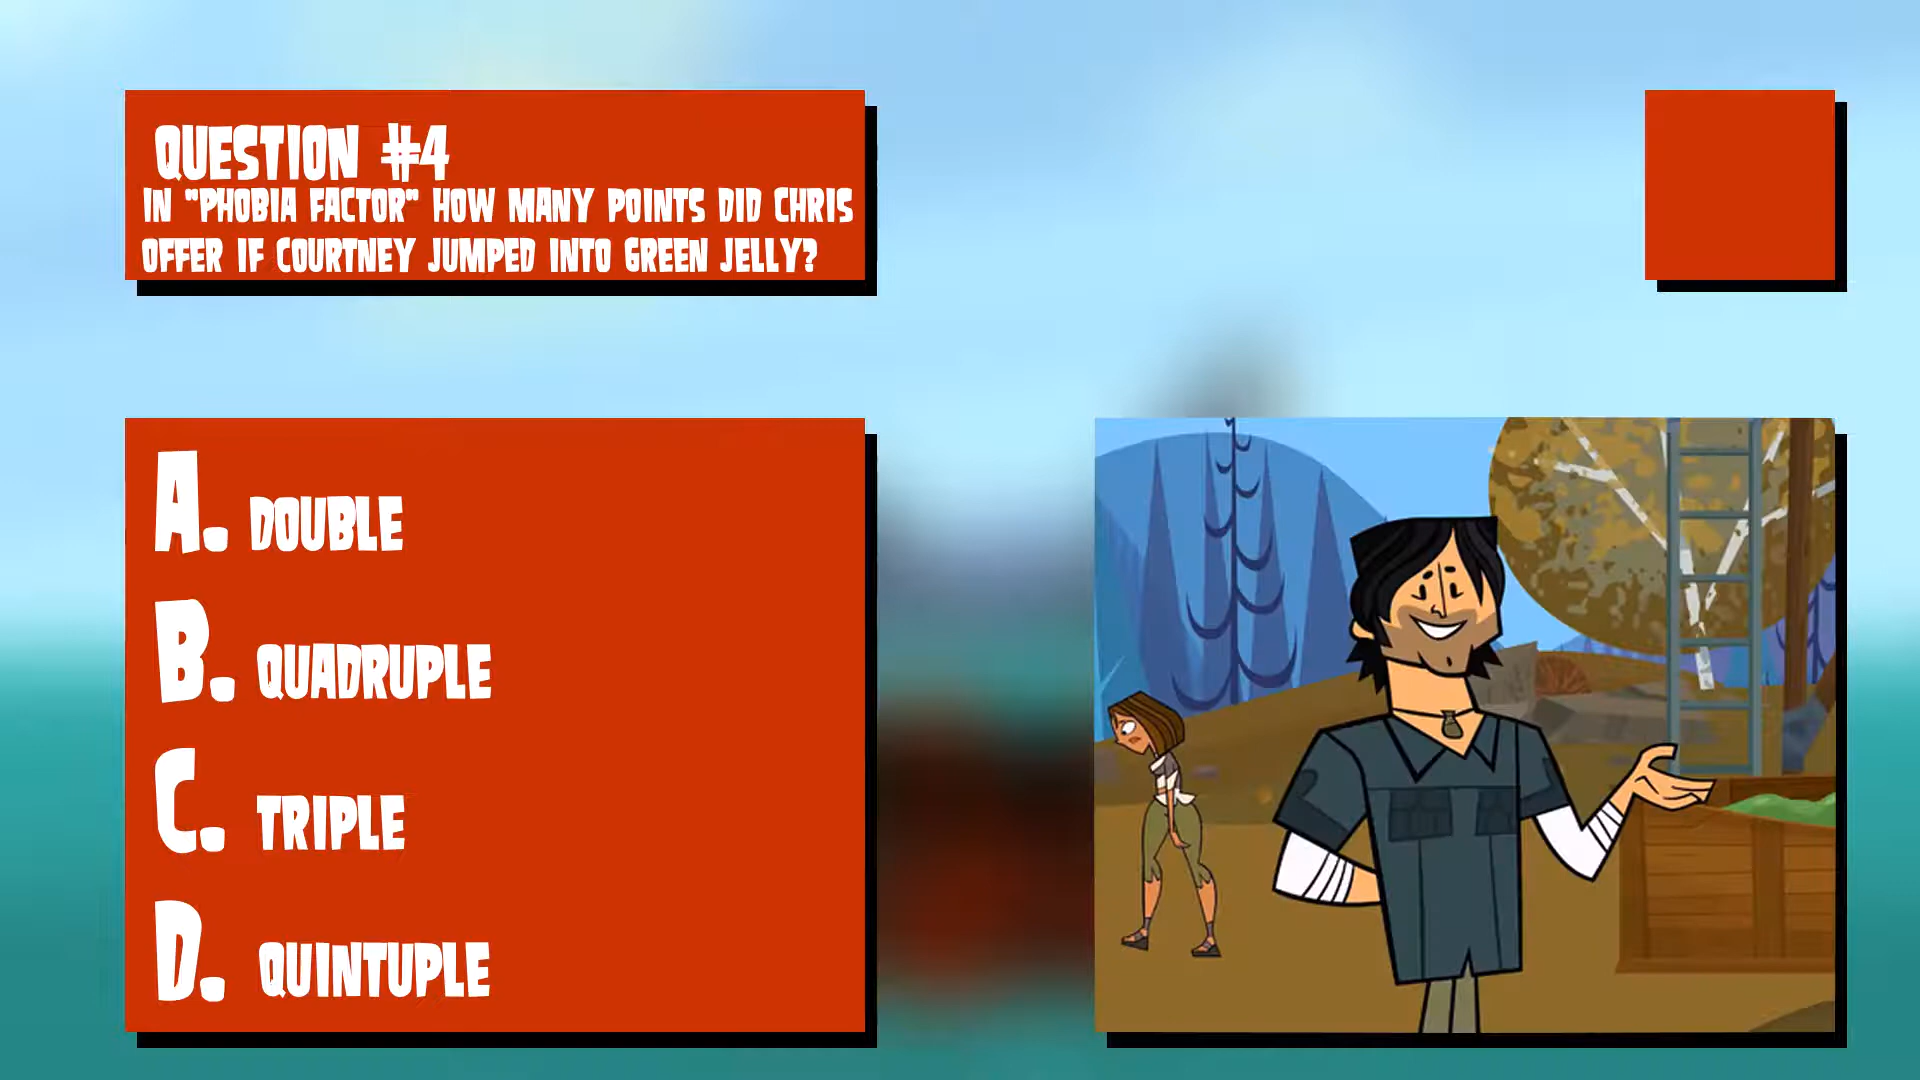 QUESTION #4
IN "PHOBIA FACTOR" HOW MANY POINTS DID CHRIS
OFFER IF COURTNEY JUMPED INTO GREEN JELLY?
A. DOUBLE
B. QUADRUPLE
C. TRIPLE
D. QUINTUPLE